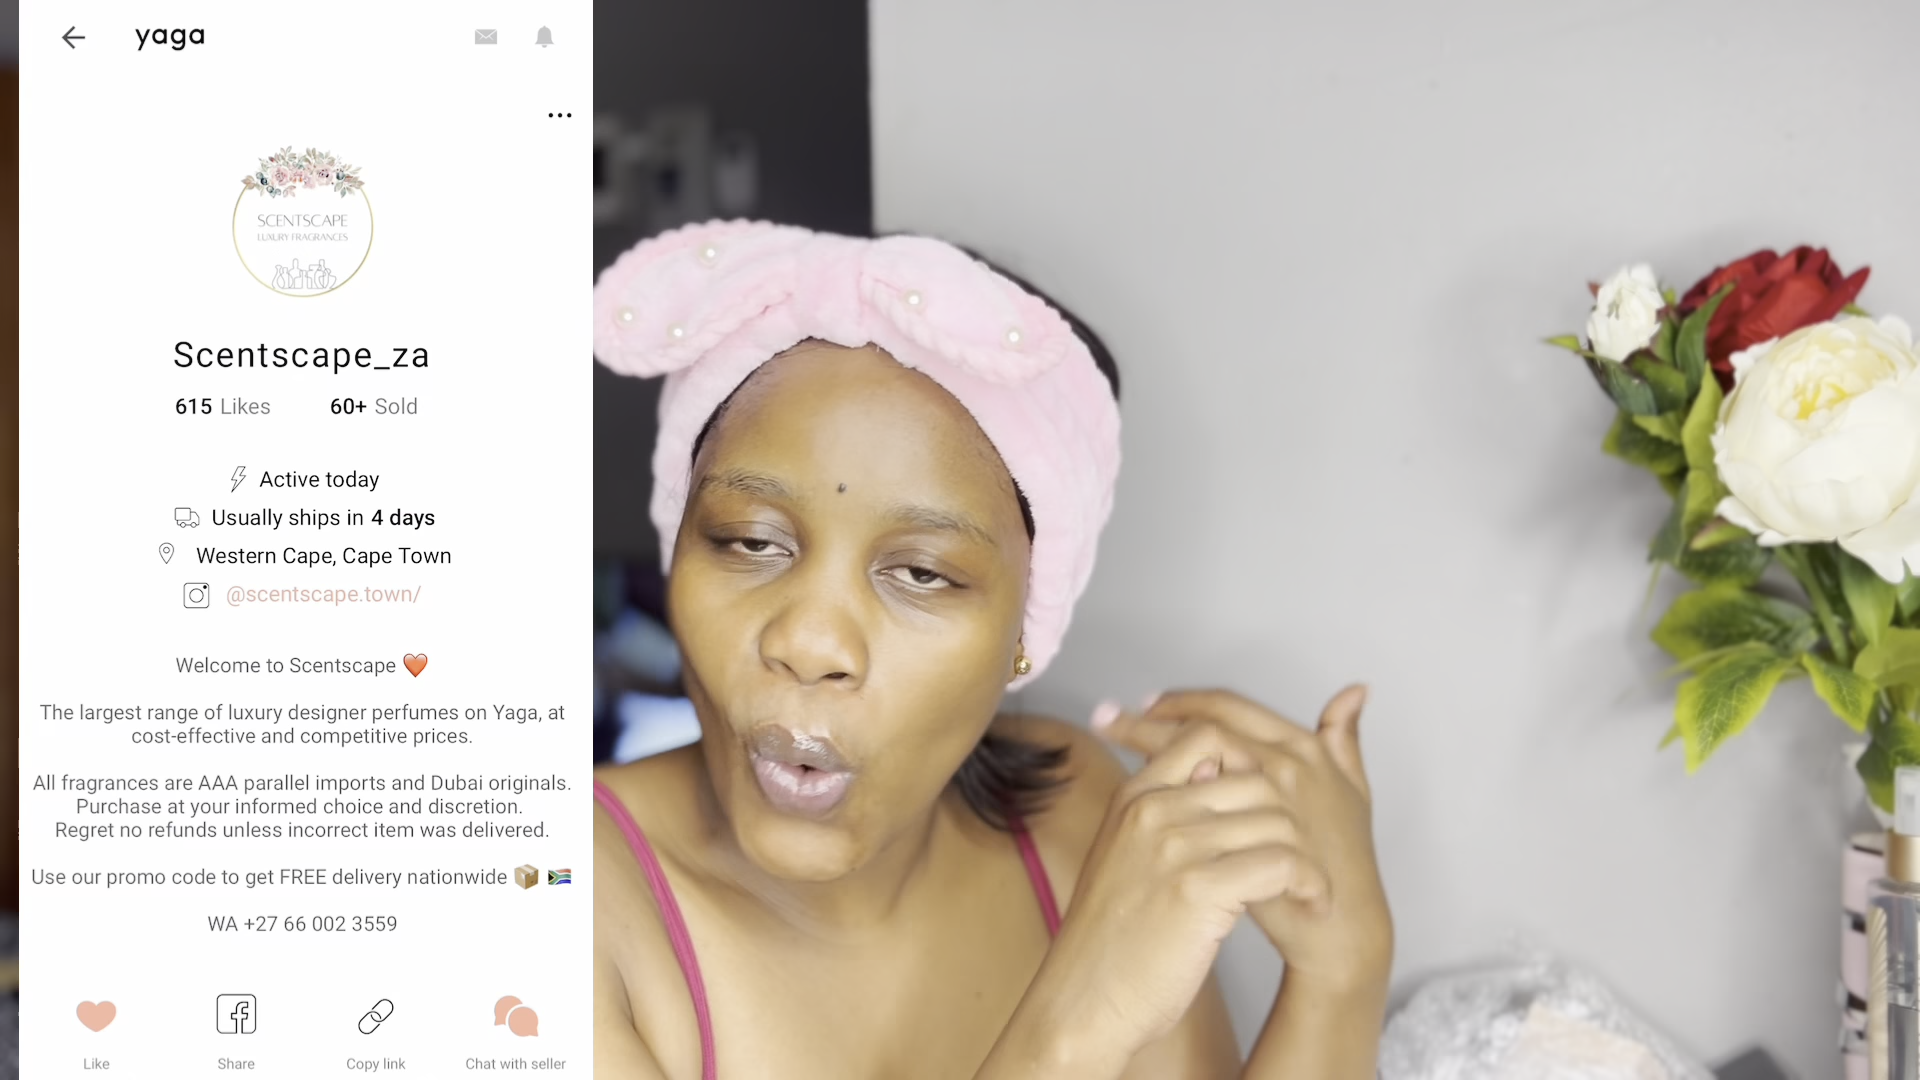 yaga
SCENTSCAPE
LUXURY FRAGRANCES
Scentscape_za
615 Likes 60+ Sold
Active today
Usually ships in 4 days
Western Cape, Cape Town
@scentscape.town/
Welcome to Scentscape 🧡
The largest range of luxury designer perfumes on Yaga, at
cost-effective and competitive prices.
All fragrances are AAA parallel imports and Dubai originals.
Purchase at your informed choice and discretion.
Regret no refunds unless incorrect item was delivered.
Use our promo code to get FREE delivery nationwide 📦 🇿🇦
WA +27 66 002 3559
Like Share Copy link Chat with seller